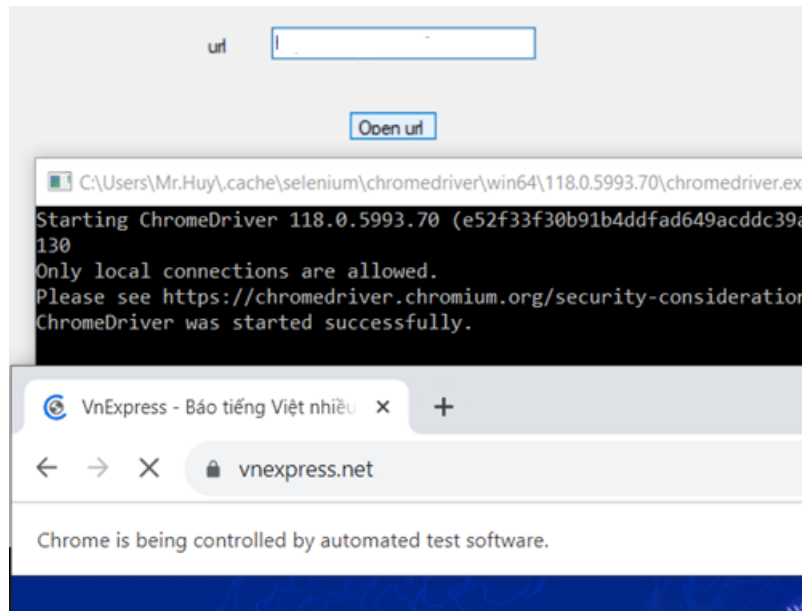 url
Open url
C:\Users\Mr.Huy\.cache\selenium\chromedriver\win64\118.0.5993.70\chromedriver.ex
Starting ChromeDriver 118.0.5993.70 (e52f33f30b91b4ddfad649acddc39a
130
Only local connections are allowed.
Please see https://chromedriver.chromium.org/security-consideration
ChromeDriver was started successfully.
VnExpress - Báo tiếng Việt nhiều
vnexpress.net
Chrome is being controlled by automated test software.